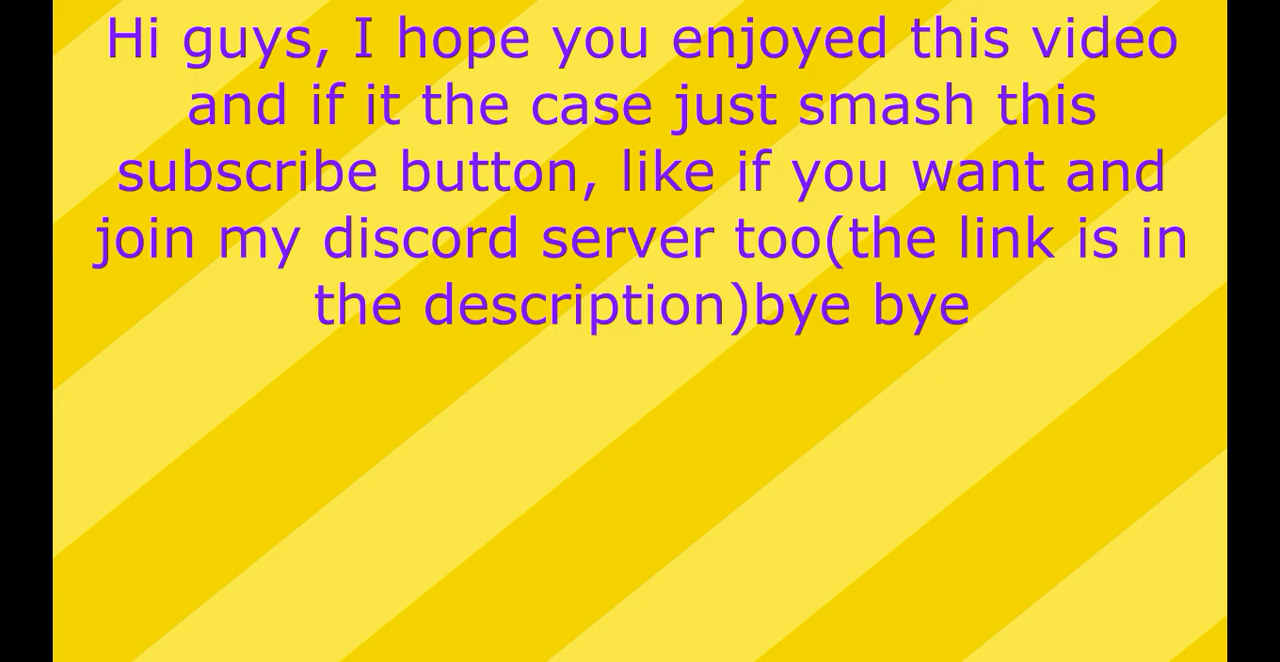 Hi guys, I hope you enjoyed this video
and if it the case just smash this
subscribe button, like if you want and
join my discord server too(the link is in
the description)bye bye